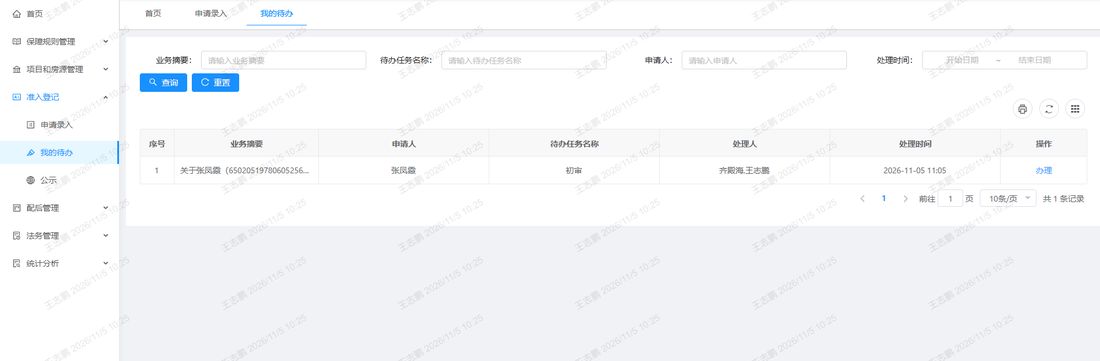 首页
保障规则管理
项目和房源管理
准入登记
申请录入
我的待办
公示
配后管理
法务管理
统计分析
首页 申请录入 我的待办
业务摘要: 请输入业务摘要 待办任务名称: 请输入待办任务名称 申请人: 请输入申请人 处理时间: 开始日期 ~ 结束日期
查询 重置
序号 业务摘要 申请人 待办任务名称 处理人 处理时间 操作
1 关于张凤霞（65020519780605256... 张凤霞 初审 齐殿海,王志鹏 2026-11-05 11:05 办理
1 前往 1 页 10条/页 共 1 条记录
王志鹏 2026/11/5 10:25